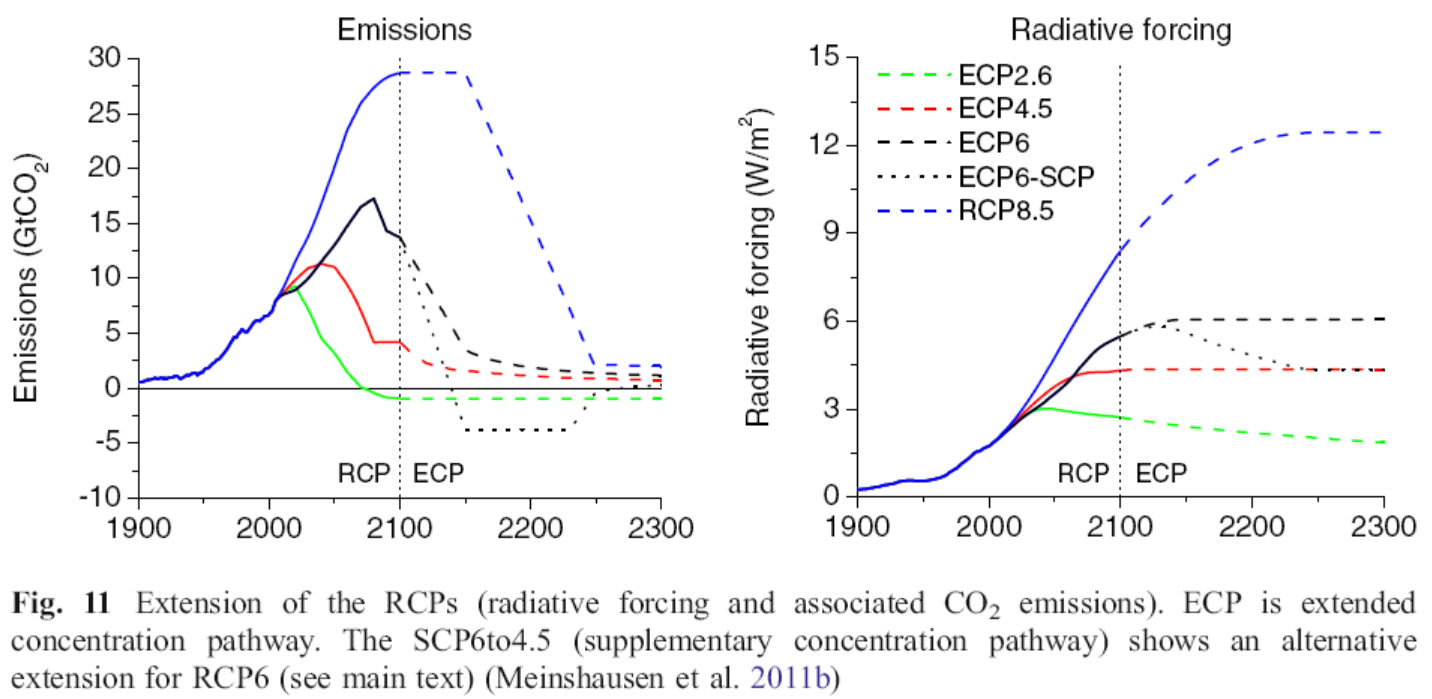 Emissions
30
25
20
15
10
5
0
-5
-10
Emissions (GtCO2)
RCP ECP
1900 2000 2100 2200 2300
Radiative forcing
15
12
9
6
3
0
Radiative forcing (W/m2)
ECP2.6
ECP4.5
ECP6
ECP6-SCP
RCP8.5
RCP ECP
1900 2000 2100 2200 2300
Fig. 11 Extension of the RCPs (radiative forcing and associated CO2 emissions). ECP is extended
concentration pathway. The SCP6to4.5 (supplementary concentration pathway) shows an alternative
extension for RCP6 (see main text) (Meinshausen et al. 2011b)